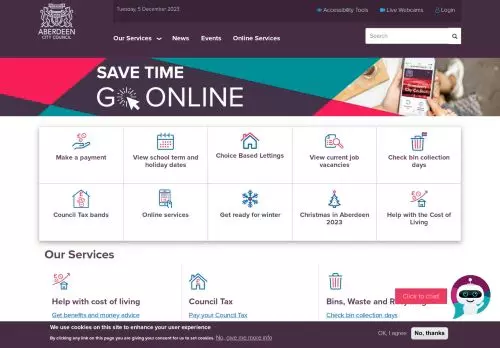 Tuesday, 5 December 2023
Accessibility Tools
Live Webcams
Login
ABERDEEN
CITY COUNCIL
Our Services
News
Events
Online Services
Search
SAVE TIME
GO ONLINE
Make a payment
View school term and
holiday dates
Choice Based Lettings
View current job
vacancies
Check bin collection
days
Council Tax bands
Online services
Get ready for winter
Christmas in Aberdeen
2023
Help with the Cost of
Living
Our Services
Help with cost of living
Get benefits and money advice
Council Tax
Pay your Council Tax
Bins, Waste and
Check bin collection days
Click to chat!
We use cookies on this site to enhance your user experience
By clicking any link on this page you are giving your consent for us to set cookies. No, give me more info
OK, I agree
No, thanks